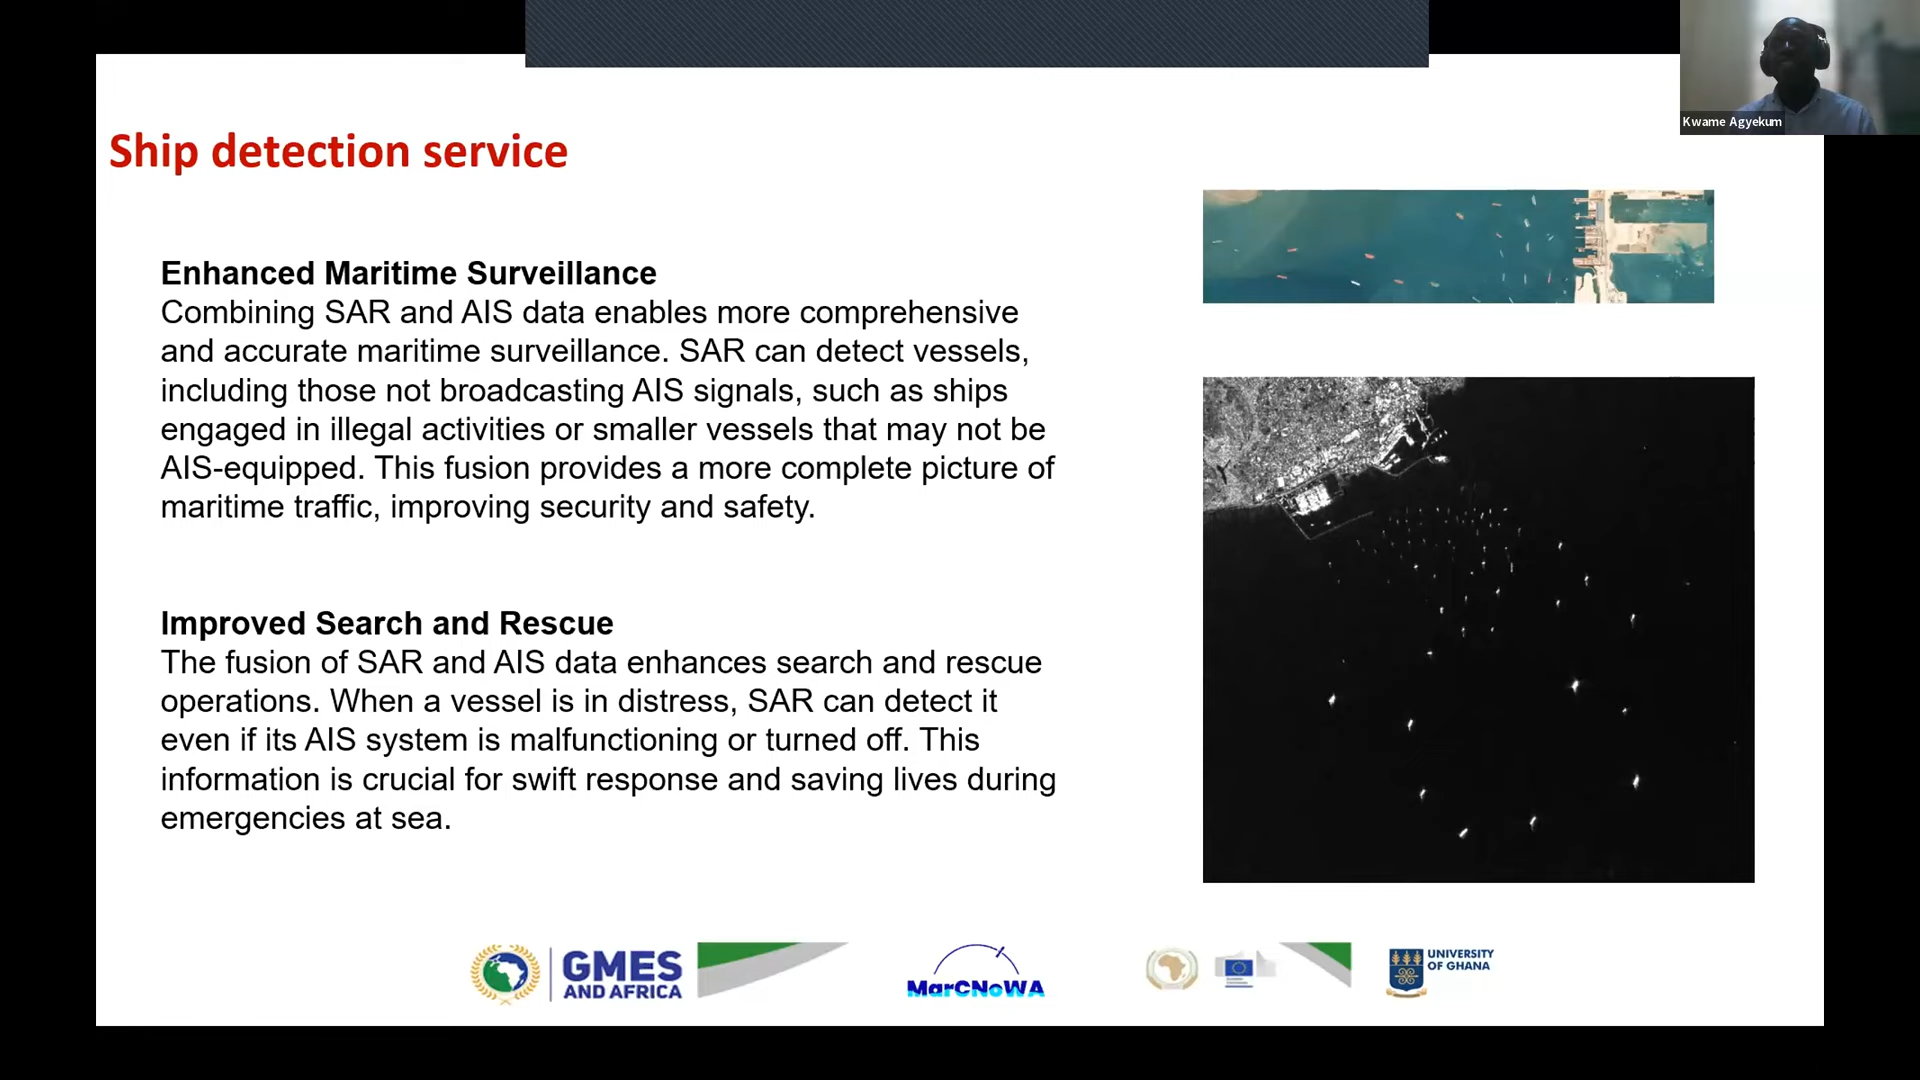 Kwame Agyekum
Ship detection service
Enhanced Maritime Surveillance
Combining SAR and AIS data enables more comprehensive
and accurate maritime surveillance. SAR can detect vessels,
including those not broadcasting AIS signals, such as ships
engaged in illegal activities or smaller vessels that may not be
AIS-equipped. This fusion provides a more complete picture of
maritime traffic, improving security and safety.
Improved Search and Rescue
The fusion of SAR and AIS data enhances search and rescue
operations. When a vessel is in distress, SAR can detect it
even if its AIS system is malfunctioning or turned off. This
information is crucial for swift response and saving lives during
emergencies at sea.
GMES
AND AFRICA
MarCNoWA
UNIVERSITY
OF GHANA